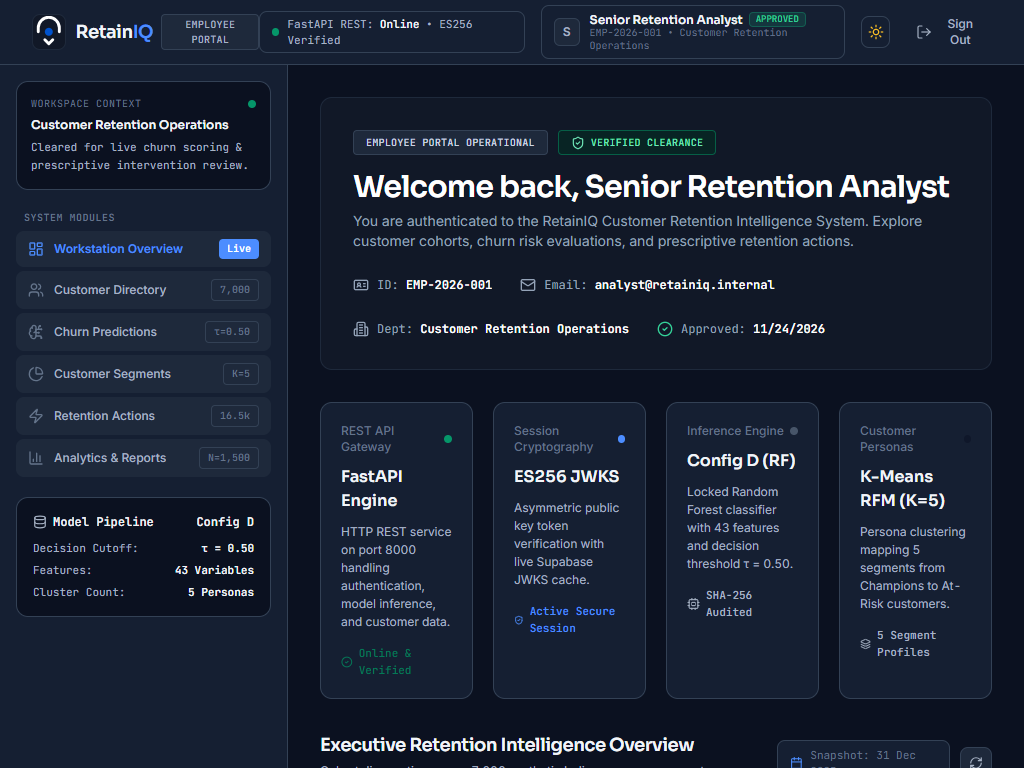 RetainIQ
EMPLOYEE
PORTAL
FastAPI REST: Online • ES256
Verified
S
Senior Retention Analyst APPROVED
EMP-2026-001 • Customer Retention
Operations
Sign
Out
WORKSPACE CONTEXT
Customer Retention Operations
Cleared for live churn scoring &
prescriptive intervention review.
SYSTEM MODULES
Workstation Overview Live
Customer Directory 7,000
Churn Predictions τ=0.50
Customer Segments K=5
Retention Actions 16.5k
Analytics & Reports N=1,500
Model Pipeline Config D
Decision Cutoff: τ = 0.50
Features: 43 Variables
Cluster Count: 5 Personas
EMPLOYEE PORTAL OPERATIONAL
VERIFIED CLEARANCE
Welcome back, Senior Retention Analyst
You are authenticated to the RetainIQ Customer Retention Intelligence System. Explore
customer cohorts, churn risk evaluations, and prescriptive retention actions.
ID: EMP-2026-001
Email: analyst@retainiq.internal
Dept: Customer Retention Operations
Approved: 11/24/2026
REST API
Gateway
FastAPI
Engine
HTTP REST service
on port 8000
handling
authentication,
model inference,
and customer data.
Online &
Verified
Session
Cryptography
ES256 JWKS
Asymmetric public
key token
verification with
live Supabase
JWKS cache.
Active Secure
Session
Inference Engine
Config D (RF)
Locked Random
Forest classifier
with 43 features
and decision
threshold τ = 0.50.
SHA-256
Audited
Customer
Personas
K-Means
RFM (K=5)
Persona clustering
mapping 5
segments from
Champions to At-
Risk customers.
5 Segment
Profiles
Executive Retention Intelligence Overview
Snapshot: 31 Dec